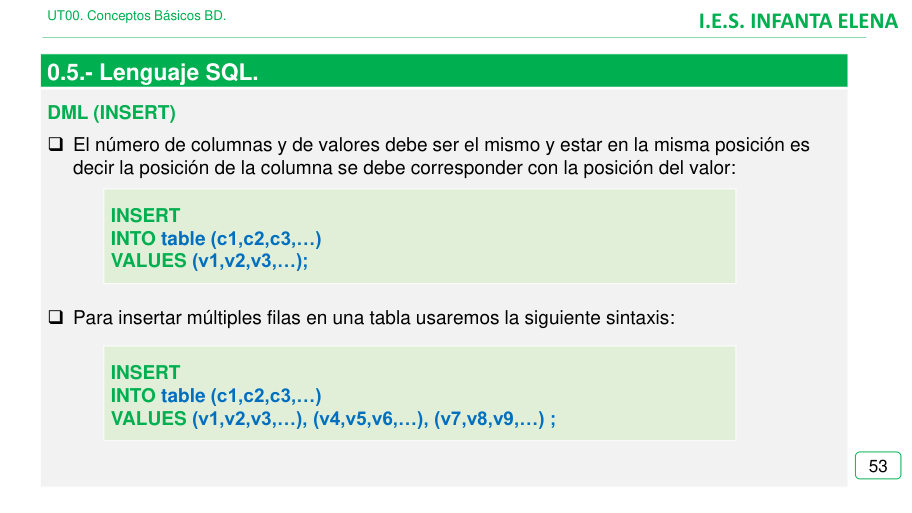 UT00. Conceptos Básicos BD.
I.E.S. INFANTA ELENA
0.5.- Lenguaje SQL.
DML (INSERT)
❑ El número de columnas y de valores debe ser el mismo y estar en la misma posición es
decir la posición de la columna se debe corresponder con la posición del valor:
INSERT
INTO table (c1,c2,c3,…)
VALUES (v1,v2,v3,…);
❑ Para insertar múltiples filas en una tabla usaremos la siguiente sintaxis:
INSERT
INTO table (c1,c2,c3,…)
VALUES (v1,v2,v3,…), (v4,v5,v6,…), (v7,v8,v9,…) ;
53